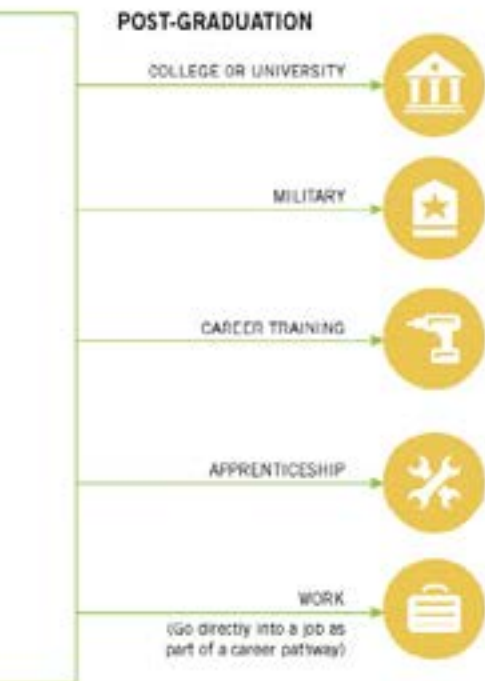 POST-GRADUATION
COLLEGE OR UNIVERSITY
MILITARY
CAREER TRAINING
APPRENTICESHIP
WORK
(Go directly into a job as
part of a career pathway)